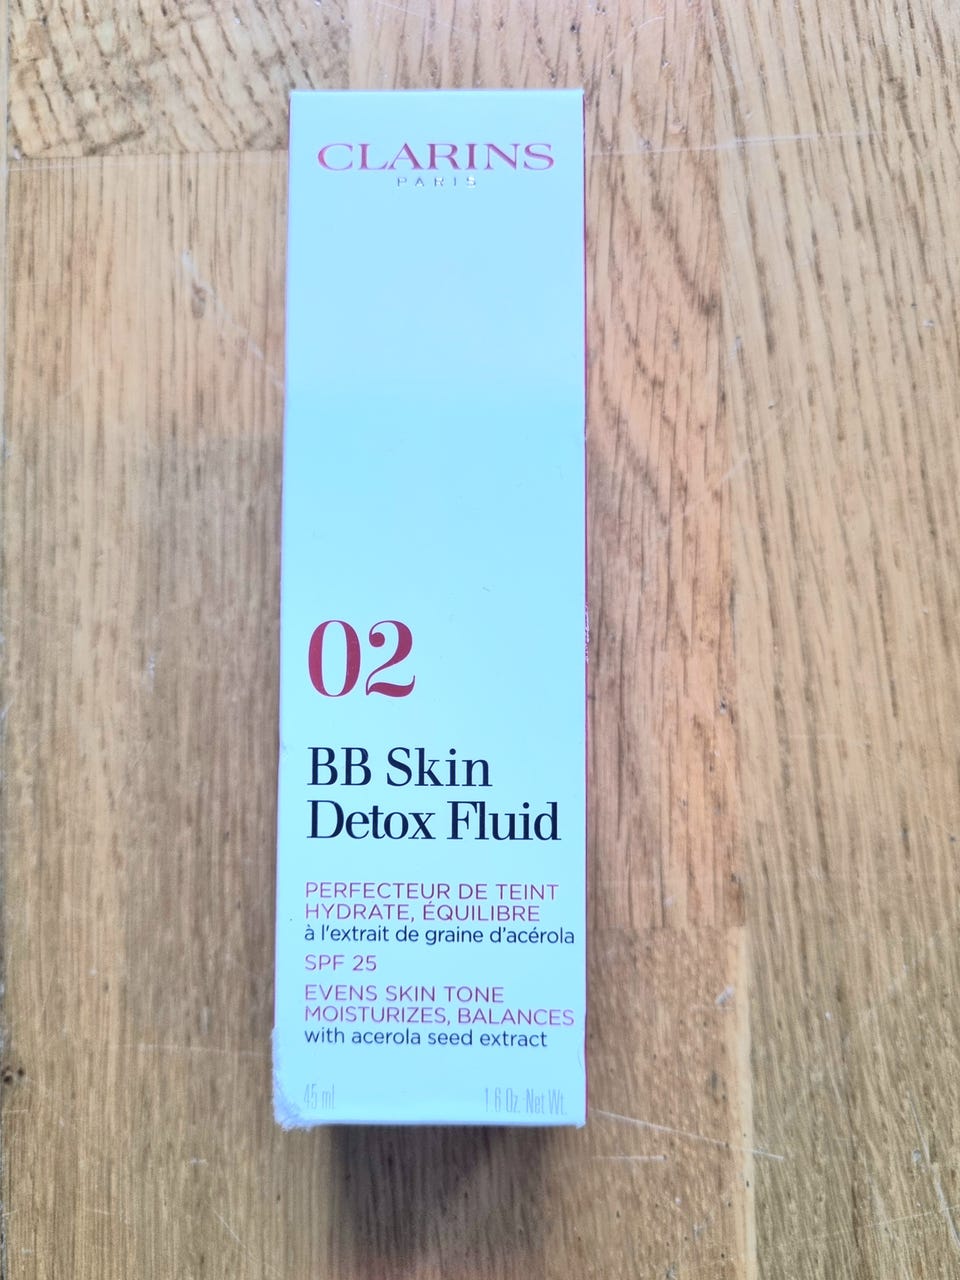 CLARINS
PARIS
02
BB Skin
Detox Fluid
PERFECTEUR DE TEINT
HYDRATE, ÉQUILIBRE
à l'extrait de graine d'acérola
SPF 25
EVENS SKIN TONE
MOISTURIZES, BALANCES
with acerola seed extract
45 ml 1.6 Oz. Net Wt.